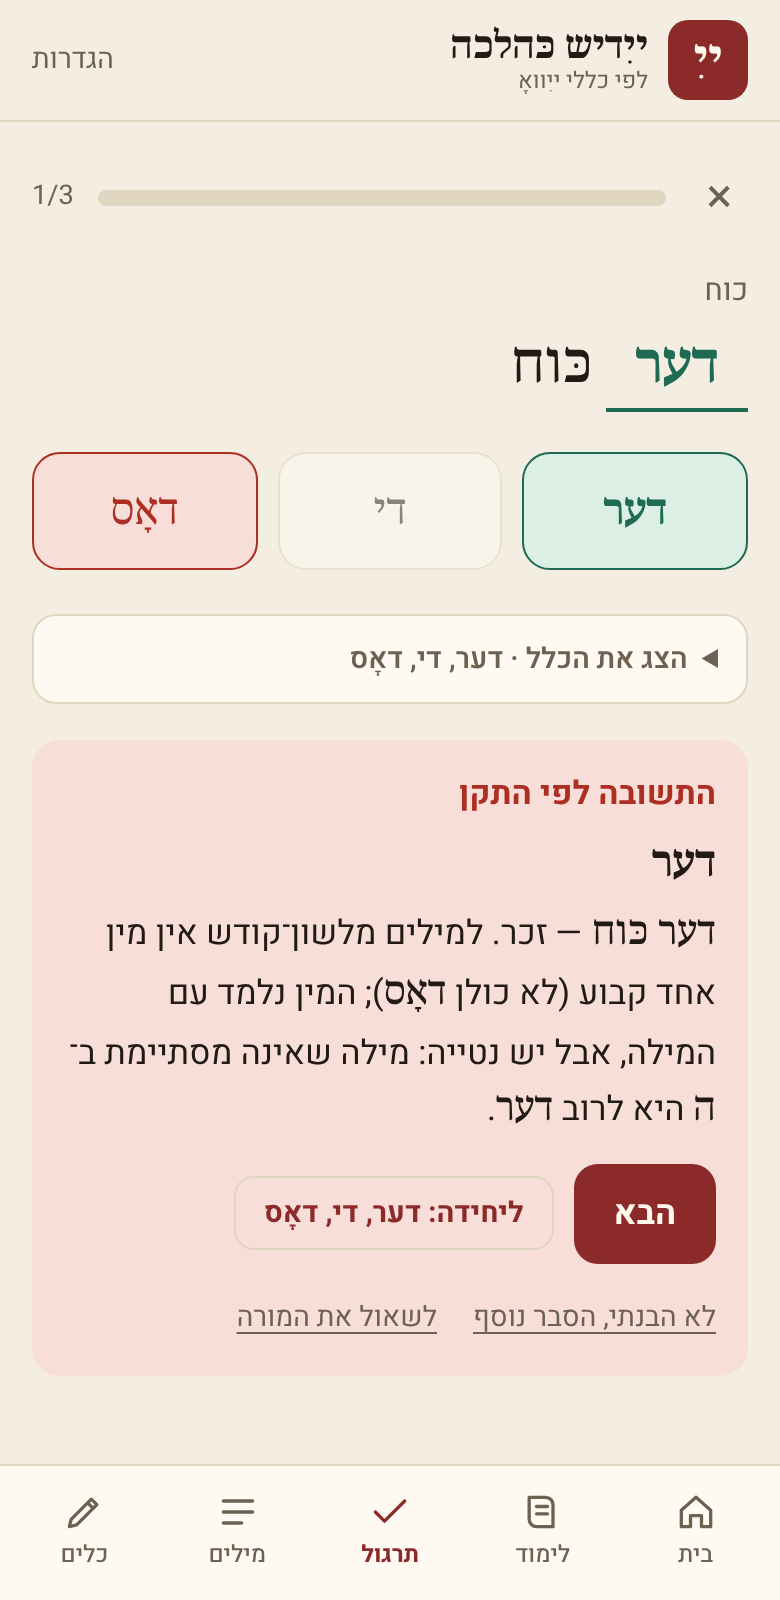 ייִ
ייִדיש כּהלכה
לפי כללי ייִוואָ
הגדרות
1/3
כוח
דער כּוח
דער
די
דאָס
הצג את הכלל · דער, די, דאָס
התשובה לפי התקן
דער
דער כּוח – זכר. למילים מלשון־קודש אין מין
אחד קבוע (לא כולן דאָס); המין נלמד עם
המילה, אבל יש נטייה: מילה שאינה מסתיימת ב־
ה היא לרוב דער.
הבא
ליחידה: דער, די, דאָס
לא הבנתי, הסבר נוסף
לשאול את המורה
בית
לימוד
תרגול
מילים
כלים